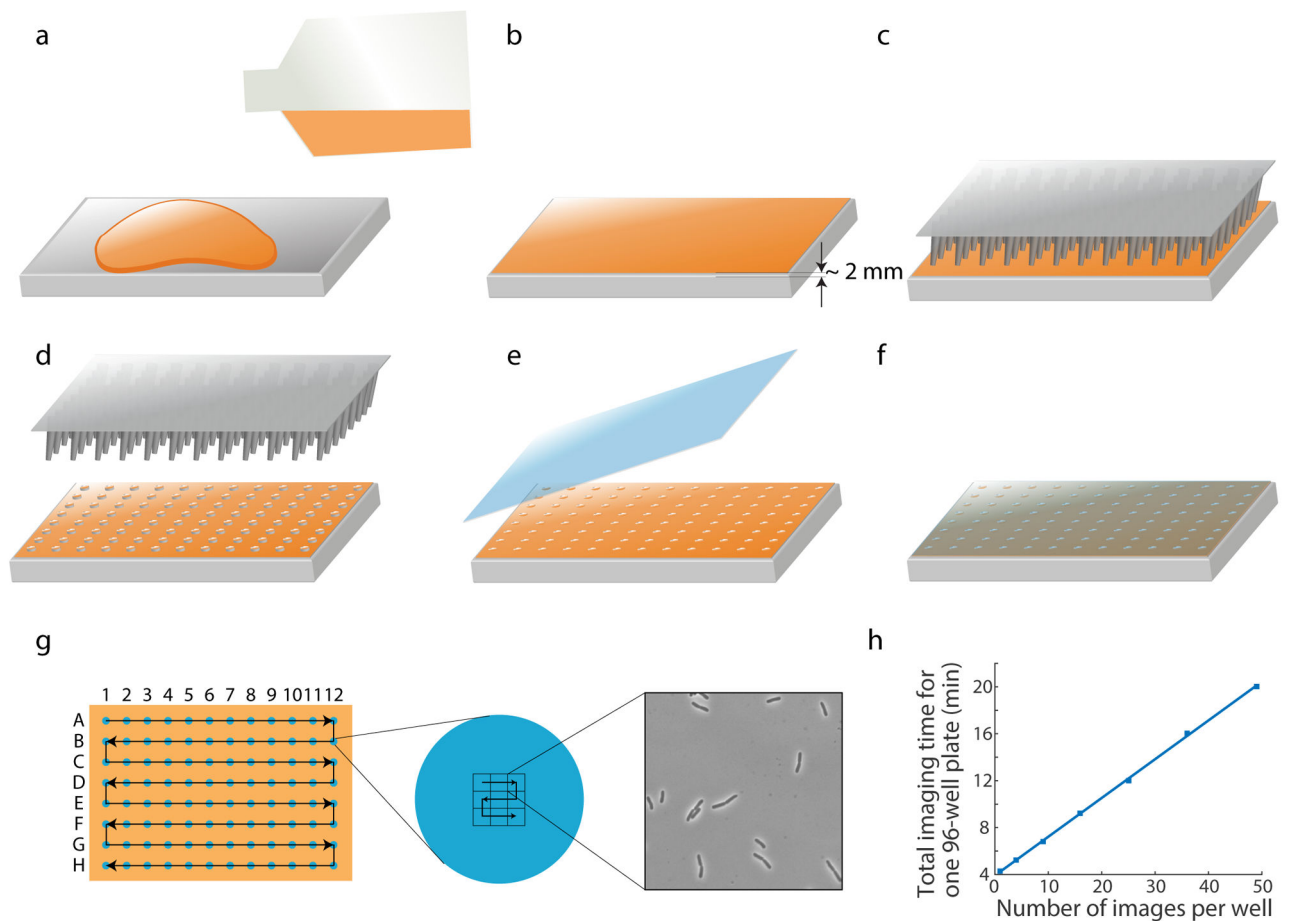 a
b
c
~ 2 mm
d
e
f
g
1 2 3 4 5 6 7 8 9 10 11 12
A
B
C
D
E
F
G
H
h
Total imaging time for
one 96-well plate (min)
20
16
12
8
4
0 10 20 30 40 50
Number of images per well